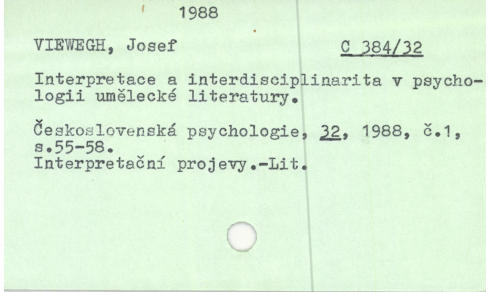 1988
VIEWEGH, Josef C 384/32
Interpretace a interdisciplinarita v psycho-
logii umělecké literatury.
Československá psychologie, 32, 1988, č.1,
s.55-58.
Interpretační projevy.-Lit.